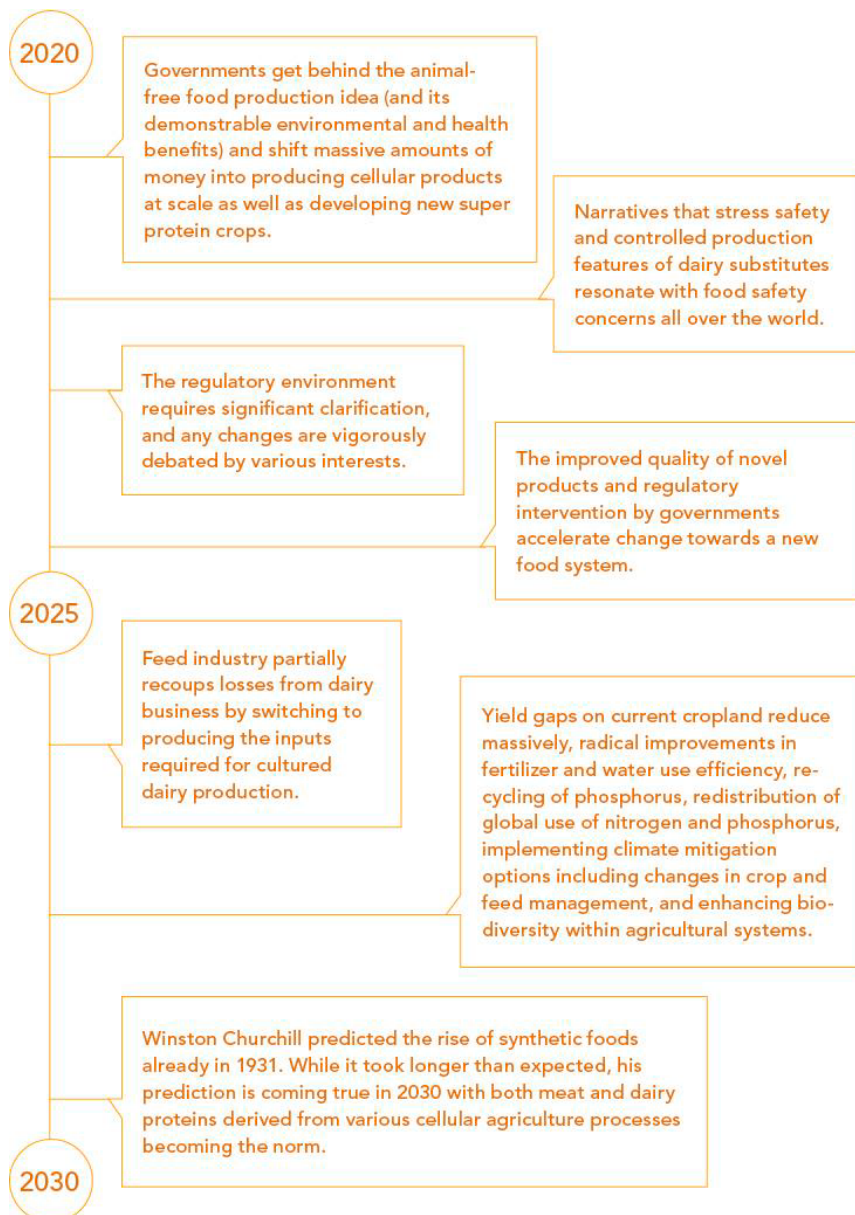 2020
Governments get behind the animal-
free food production idea (and its
demonstrable environmental and health
benefits) and shift massive amounts of
money into producing cellular products
at scale as well as developing new super
protein crops.
Narratives that stress safety
and controlled production
features of dairy substitutes
resonate with food safety
concerns all over the world.
The regulatory environment
requires significant clarification,
and any changes are vigorously
debated by various interests.
The improved quality of novel
products and regulatory
intervention by governments
accelerate change towards a new
food system.
2025
Feed industry partially
recoups losses from dairy
business by switching to
producing the inputs
required for cultured
dairy production.
Yield gaps on current cropland reduce
massively, radical improvements in
fertilizer and water use efficiency, re-
cycling of phosphorus, redistribution of
global use of nitrogen and phosphorus,
implementing climate mitigation
options including changes in crop and
feed management, and enhancing bio-
diversity within agricultural systems.
Winston Churchill predicted the rise of synthetic foods
already in 1931. While it took longer than expected, his
prediction is coming true in 2030 with both meat and dairy
proteins derived from various cellular agriculture processes
becoming the norm.
2030